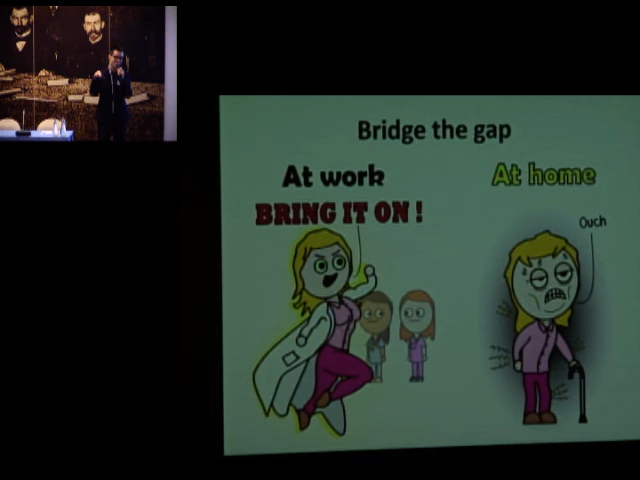 Bridge the gap
At work
At home
BRING IT ON !
Ouch